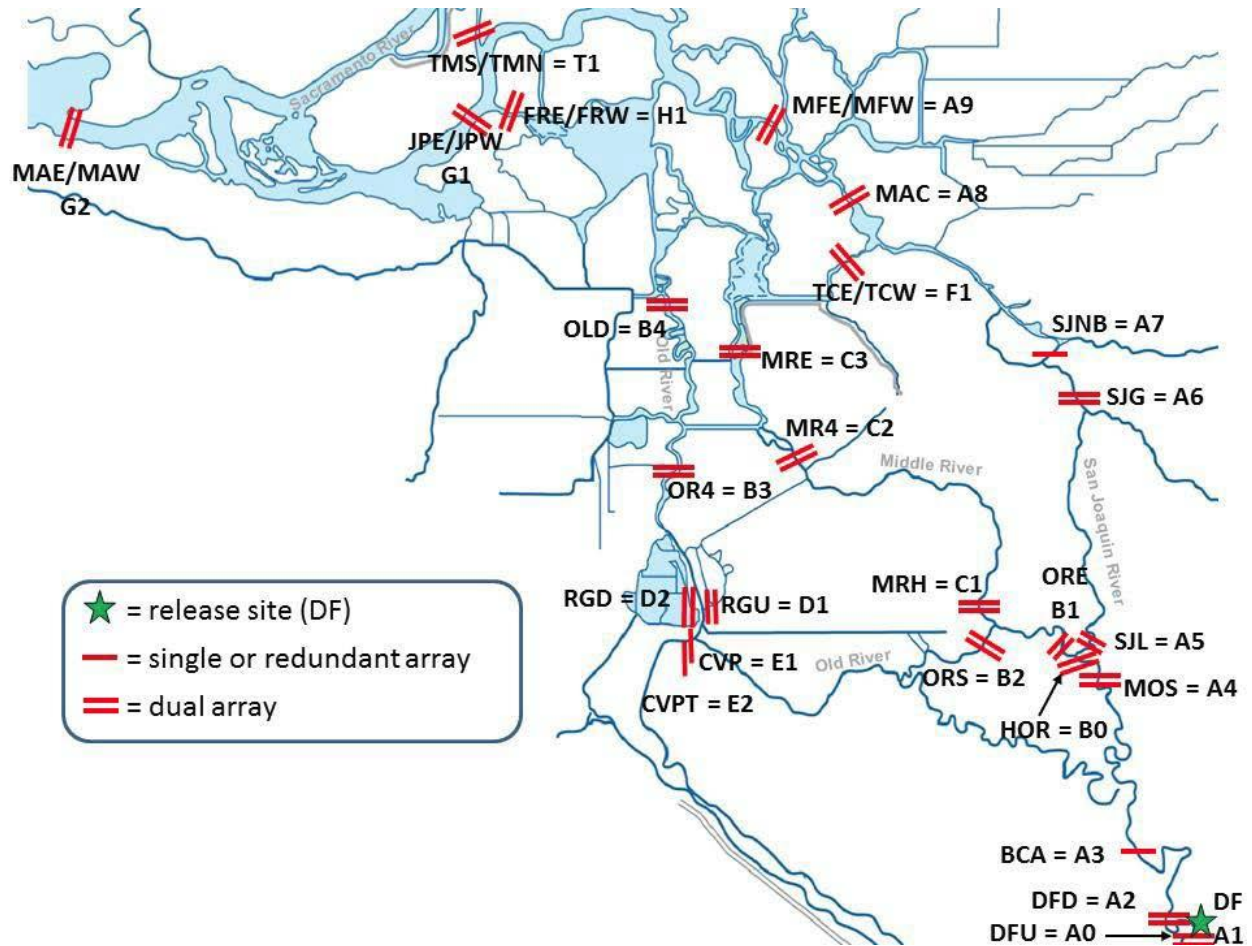 Sacramento River
TMS/TMN = T1
MFE/MFW = A9
FRE/FRW = H1
JPE/JPW
G1
MAE/MAW
G2
MAC = A8
TCE/TCW = F1
OLD = B4
SJNB = A7
Old River
MRE = C3
SJG = A6
MR4 = C2
Middle River
OR4 = B3
San Joaquin River
MRH = C1
ORE
B1
RGD = D2
RGU = D1
SJL = A5
CVP = E1
Old River
ORS = B2
MOS = A4
CVPT = E2
HOR = B0
= release site (DF)
= single or redundant array
= dual array
BCA = A3
DFD = A2
DF
DFU = A0
A1